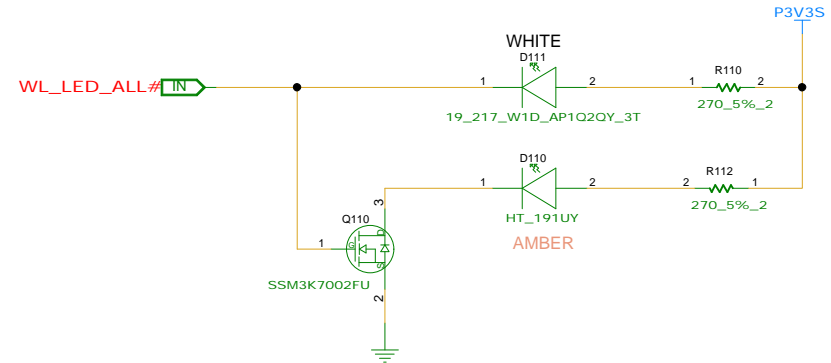 P3V3S
WHITE
D111
WL_LED_ALL# IN
1 2
R110
1 2
19_217_W1D_AP1Q2QY_3T
270_5%_2
D110
1 2
R112
2 1
HT_191UY
270_5%_2
AMBER
3
Q110
D
1
G
S
SSM3K7002FU
2